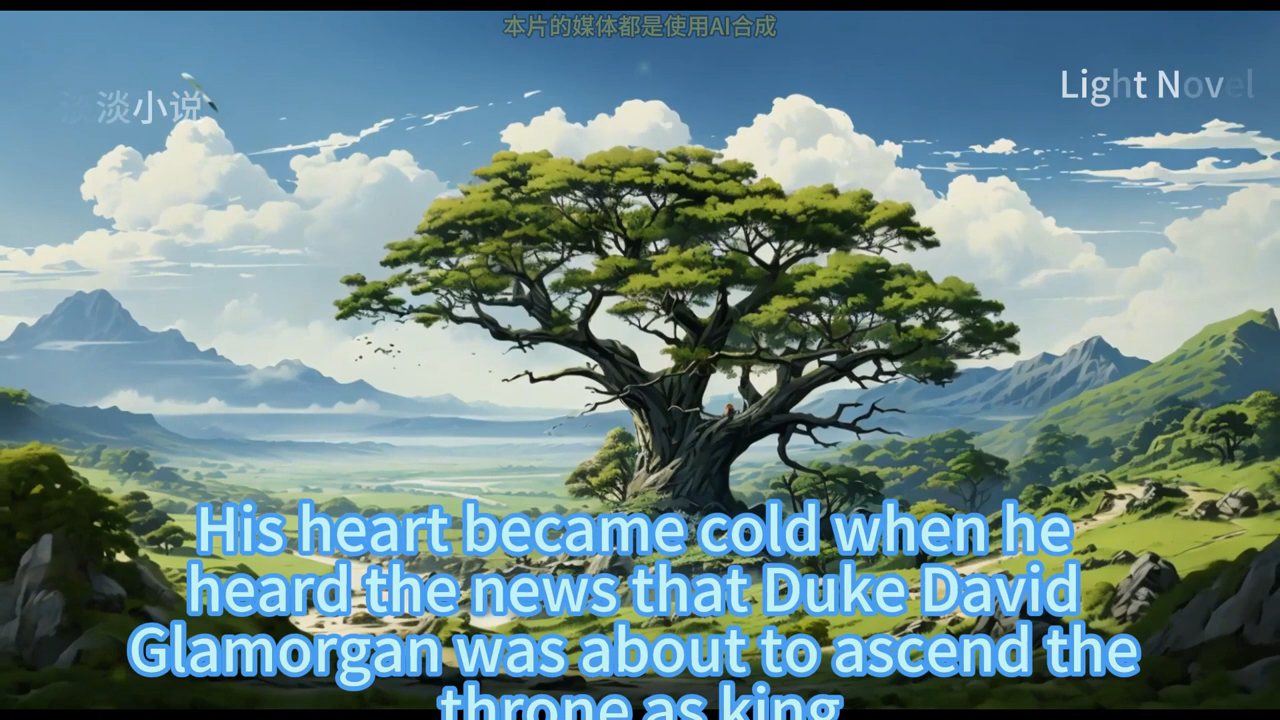 本片的媒体都是使用AI合成
Light Novel
淡淡小说
His heart became cold when he
heard the news that Duke David
Glamorgan was about to ascend the
throne as king